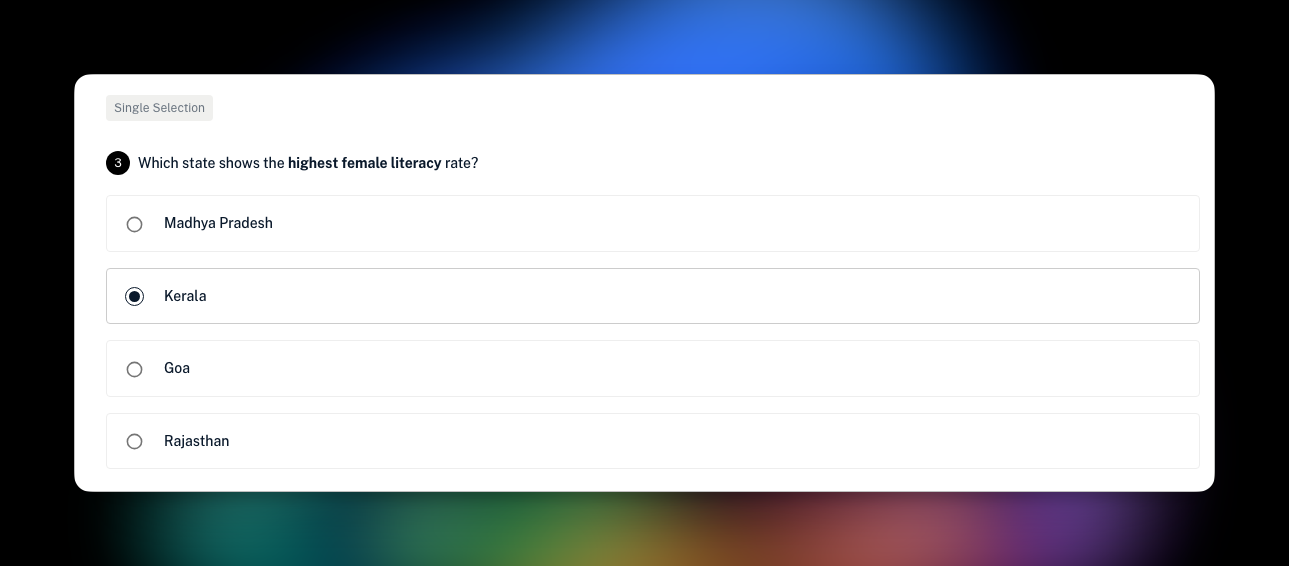 Single Selection
3 Which state shows the highest female literacy rate?
Madhya Pradesh
Kerala
Goa
Rajasthan